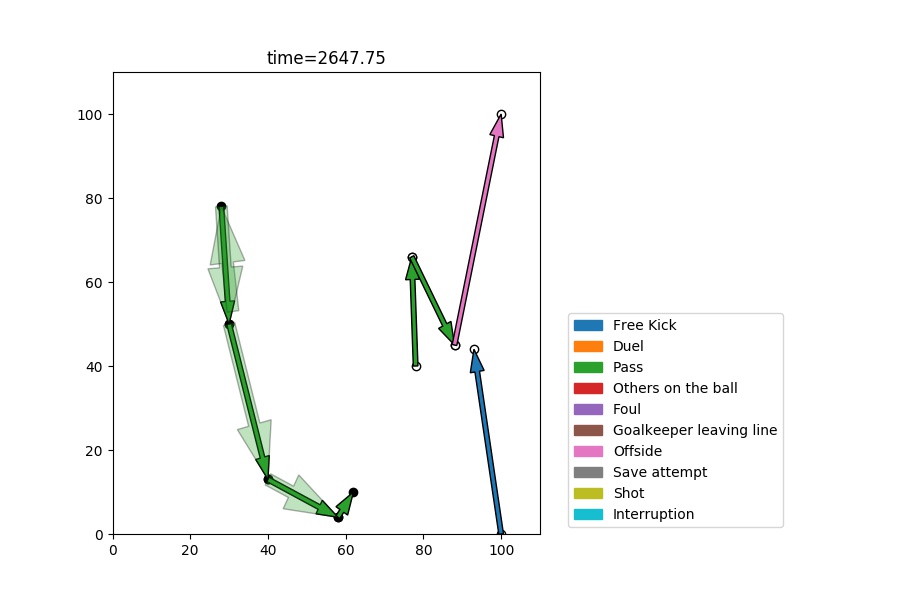 time=2647.75
100
80
60
40
20
0
0 20 40 60 80 100
Free Kick
Duel
Pass
Others on the ball
Foul
Goalkeeper leaving line
Offside
Save attempt
Shot
Interruption